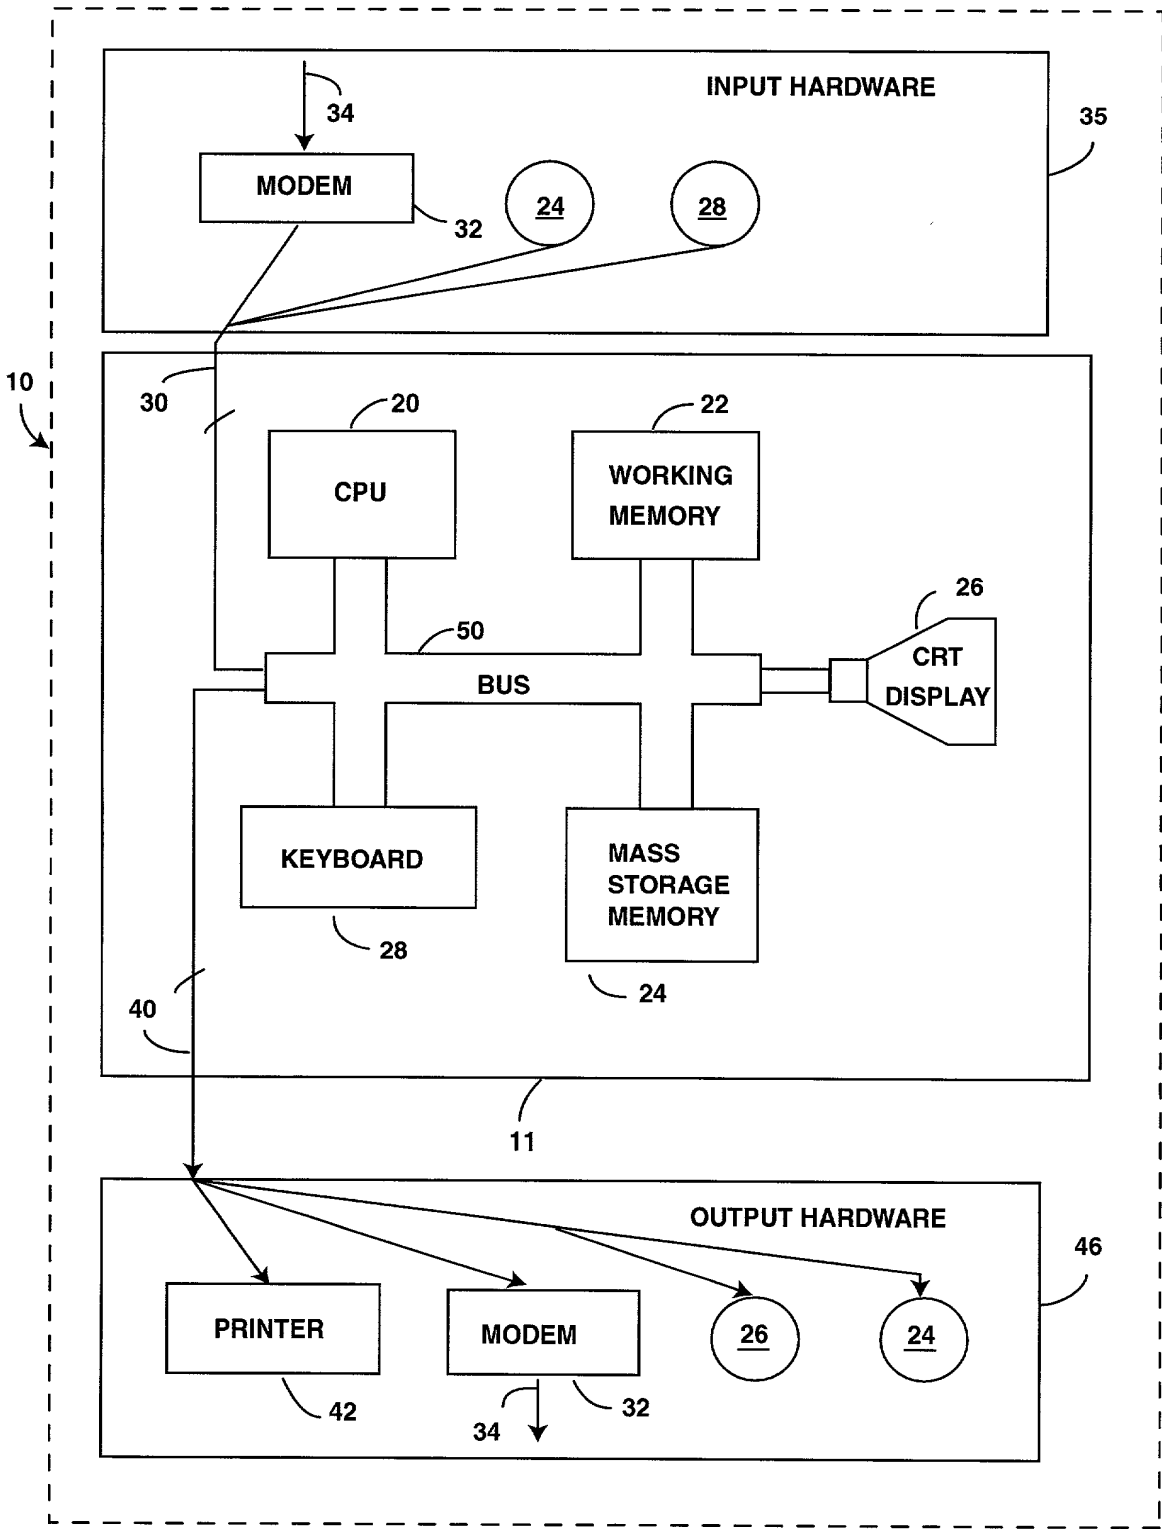 INPUT HARDWARE
34
35
MODEM
24
28
32
10
30
20
22
CPU
WORKING
MEMORY
26
50
CRT
DISPLAY
BUS
KEYBOARD
MASS
STORAGE
MEMORY
28
24
40
11
OUTPUT HARDWARE
46
PRINTER
MODEM
26
24
42
34
32